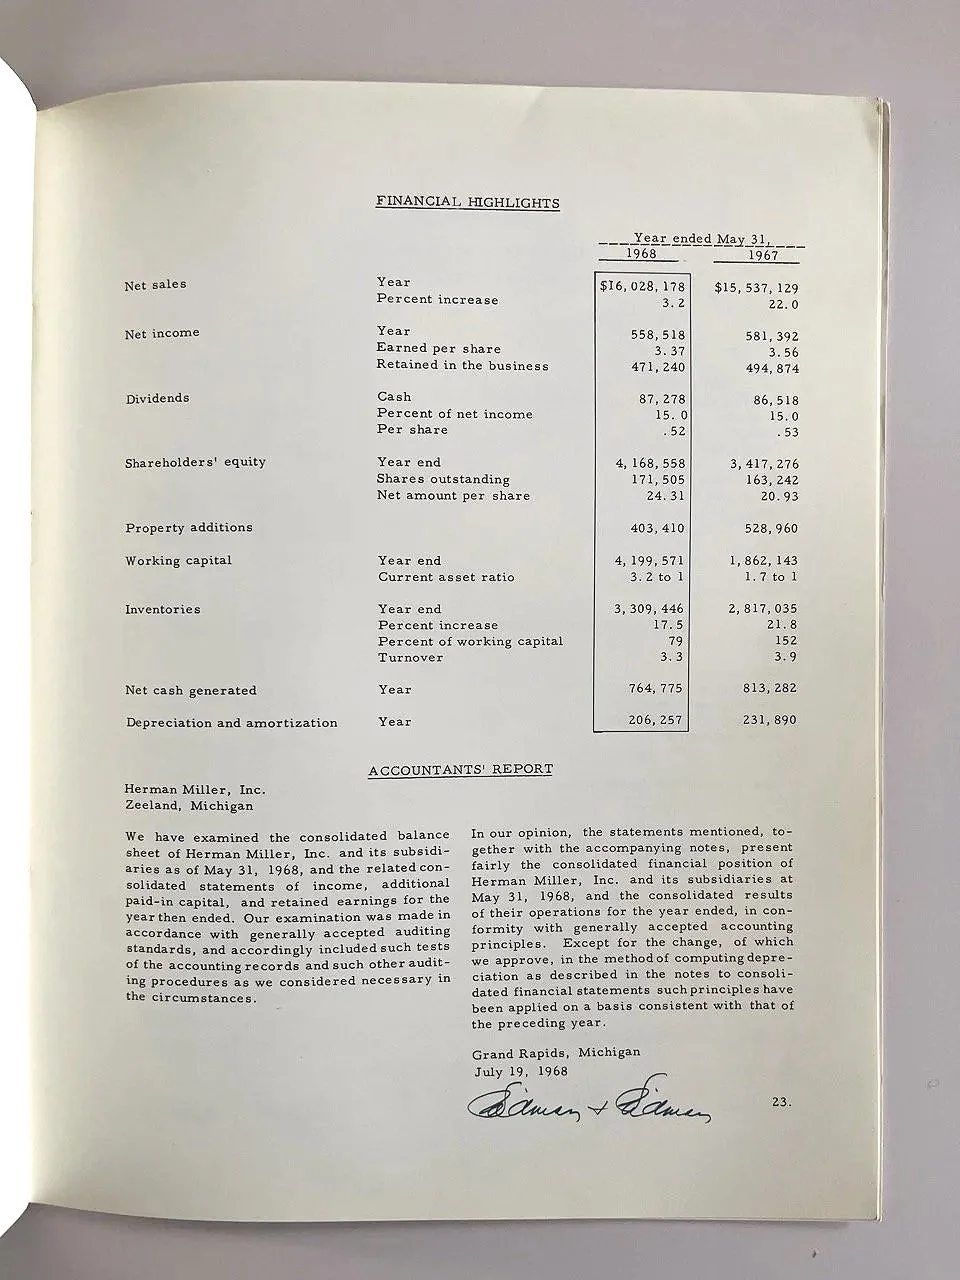 FINANCIAL HIGHLIGHTS
Year ended May 31,
1968 1967
Net sales Year $16,028,178 $15,537,129
Percent increase 3.2 22.0
Net income Year 558,518 581,392
Earned per share 3.37 3.56
Retained in the business 471,240 494,874
Dividends Cash 87,278 86,518
Percent of net income 15.0 15.0
Per share .52 .53
Shareholders' equity Year end 4,168,558 3,417,276
Shares outstanding 171,505 163,242
Net amount per share 24.31 20.93
Property additions 403,410 528,960
Working capital Year end 4,199,571 1,862,143
Current asset ratio 3.2 to 1 1.7 to 1
Inventories Year end 3,309,446 2,817,035
Percent increase 17.5 21.8
Percent of working capital 79 152
Turnover 3.3 3.9
Net cash generated Year 764,775 813,282
Depreciation and amortization Year 206,257 231,890
ACCOUNTANTS' REPORT
Herman Miller, Inc.
Zeeland, Michigan
We have examined the consolidated balance
sheet of Herman Miller, Inc. and its subsidi-
aries as of May 31, 1968, and the related con-
solidated statements of income, additional
paid-in capital, and retained earnings for the
year then ended. Our examination was made in
accordance with generally accepted auditing
standards, and accordingly included such tests
of the accounting records and such other audit-
ing procedures as we considered necessary in
the circumstances.
In our opinion, the statements mentioned, to-
gether with the accompanying notes, present
fairly the consolidated financial position of
Herman Miller, Inc. and its subsidiaries at
May 31, 1968, and the consolidated results
of their operations for the year ended, in con-
formity with generally accepted accounting
principles. Except for the change, of which
we approve, in the method of computing depre-
ciation as described in the notes to consoli-
dated financial statements such principles have
been applied on a basis consistent with that of
the preceding year.
Grand Rapids, Michigan
July 19, 1968
Seidman + Seidman
23.